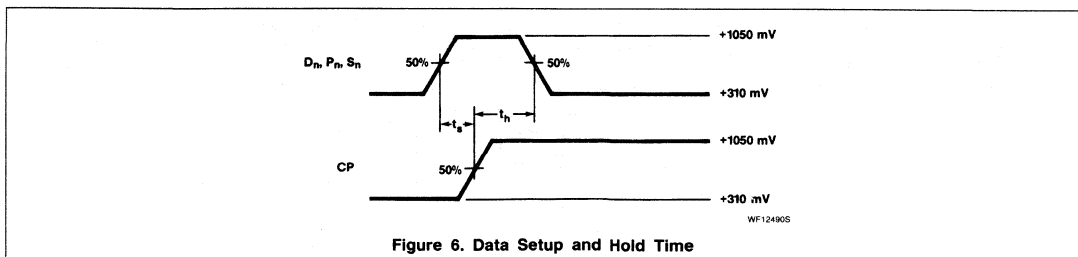 +1050 mV
Dn, Pn, Sn
50%
50%
+310 mV
ts
th
+1050 mV
CP
50%
+310 mV
WF12490S
Figure 6. Data Setup and Hold Time